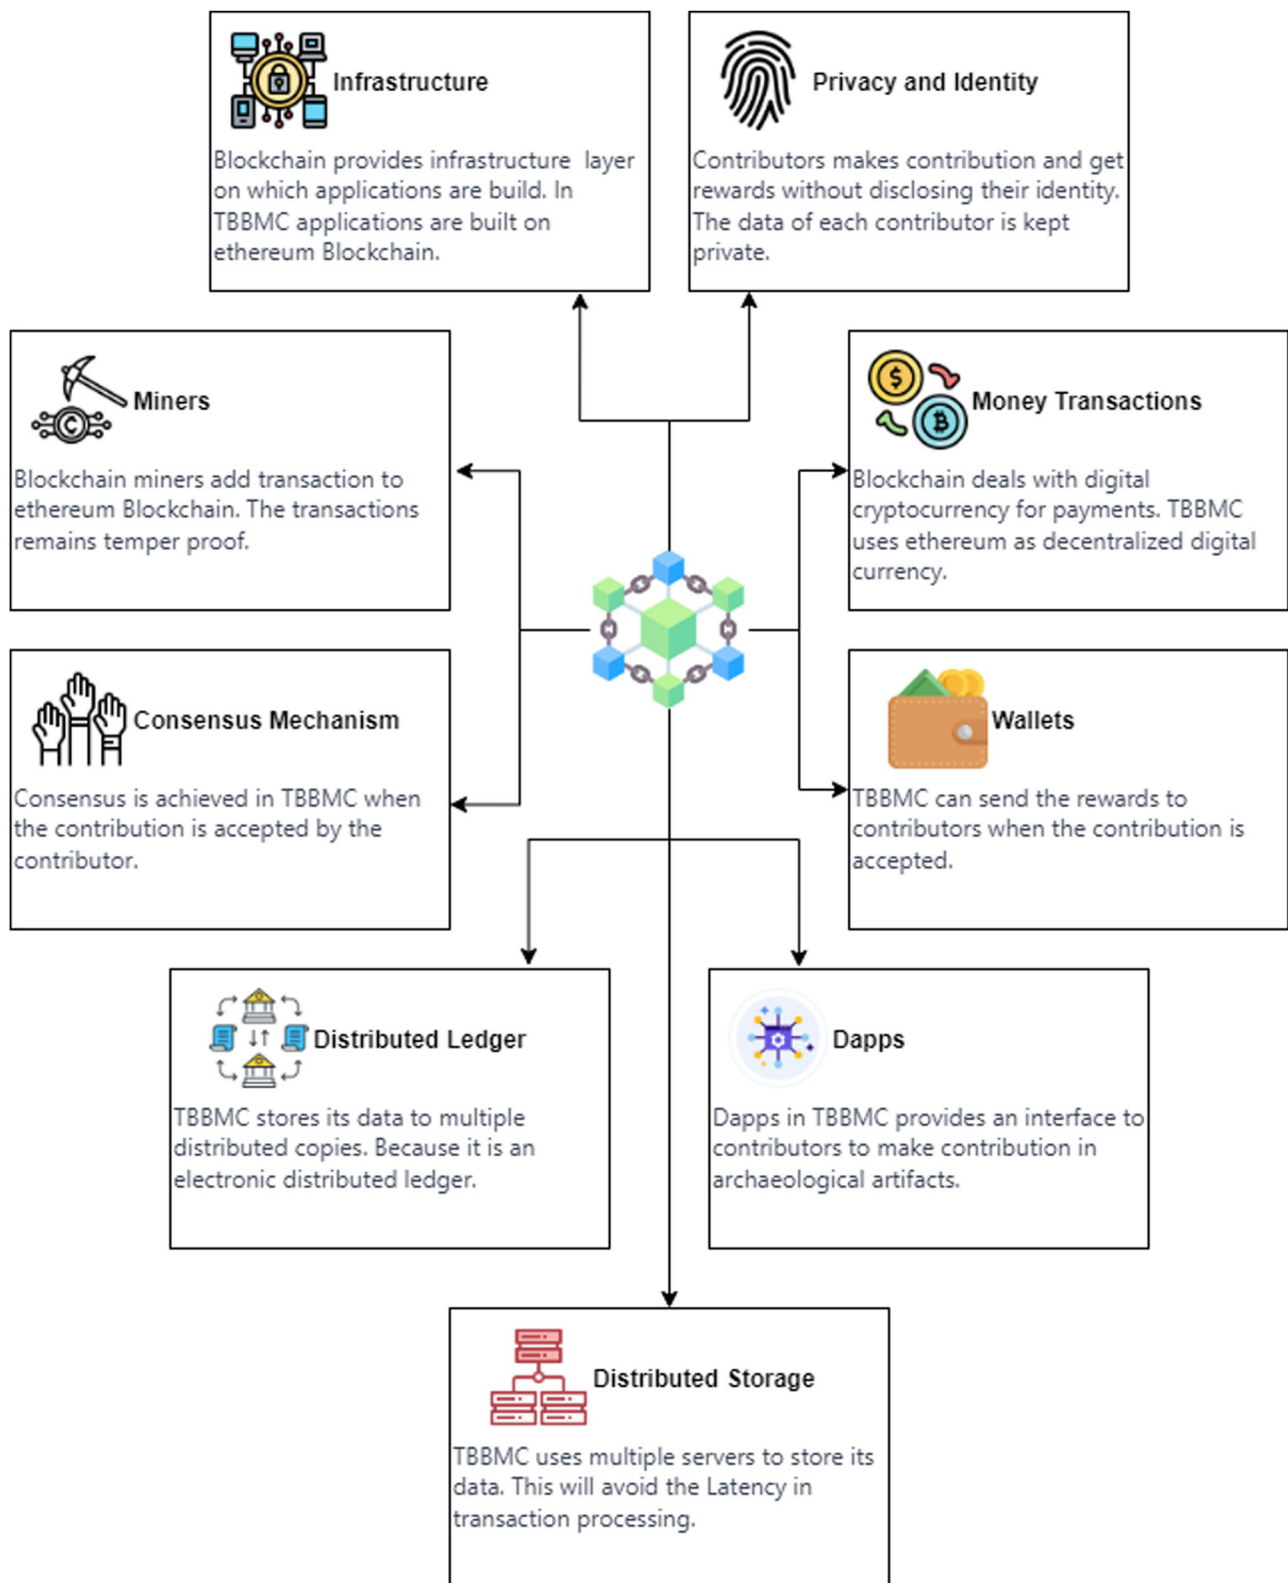 Infrastructure
Blockchain provides infrastructure layer
on which applications are build. In
TBBMC applications are built on
ethereum Blockchain.
Privacy and Identity
Contributors makes contribution and get
rewards without disclosing their identity.
The data of each contributor is kept
private.
Miners
Blockchain miners add transaction to
ethereum Blockchain. The transactions
remains temper proof.
Money Transactions
Blockchain deals with digital
cryptocurrency for payments. TBBMC
uses ethereum as decentralized digital
currency.
Consensus Mechanism
Consensus is achieved in TBBMC when
the contribution is accepted by the
contributor.
Wallets
TBBMC can send the rewards to
contributors when the contribution is
accepted.
Distributed Ledger
TBBMC stores its data to multiple
distributed copies. Because it is an
electronic distributed ledger.
Dapps
Dapps in TBBMC provides an interface to
contributors to make contribution in
archaeological artifacts.
Distributed Storage
TBBMC uses multiple servers to store its
data. This will avoid the Latency in
transaction processing.